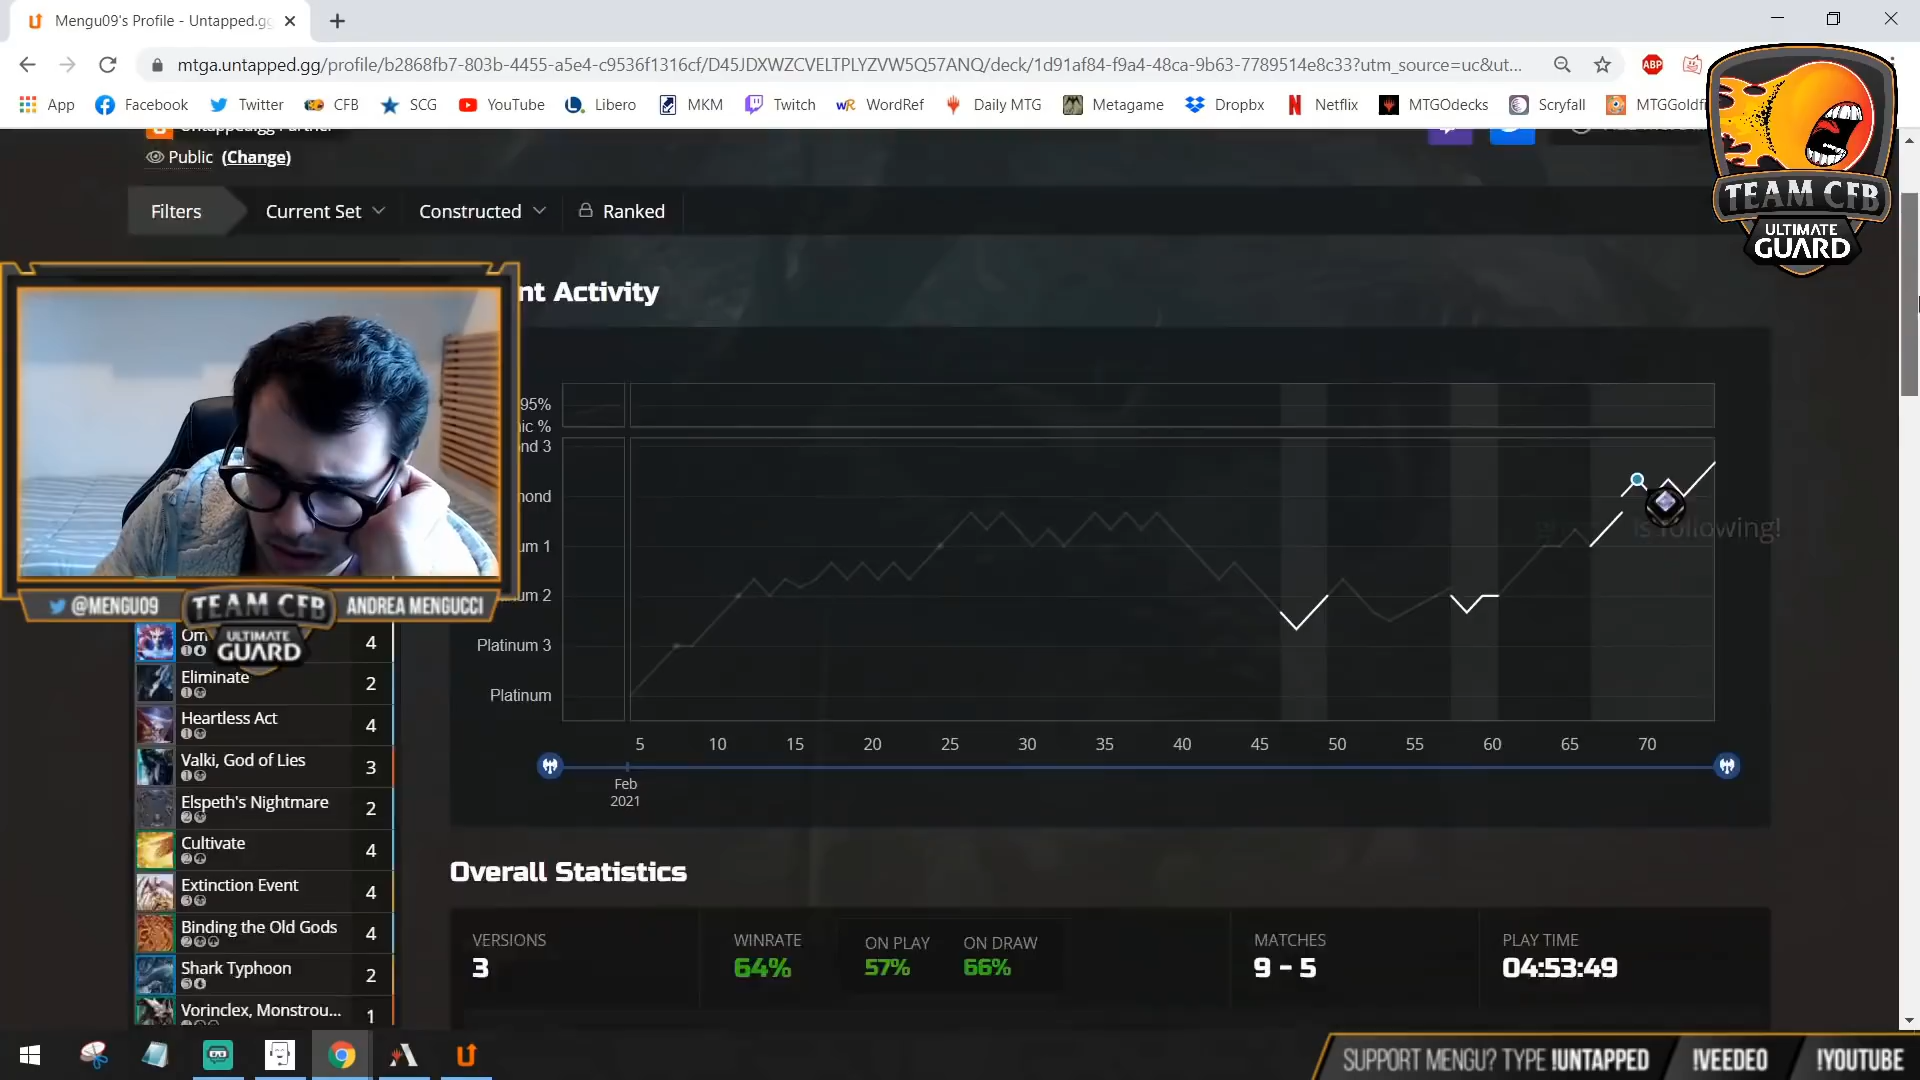 Mengu09's Profile - Untapped.gg
mtga.untapped.gg/profile/b2868fb7-803b-4455-a5e4-c9536f1316cf/D45JDXWZCVELTPLYZVW5Q57ANQ/deck/1d91af84-f9a4-48ca-9b63-7789514e8c33?utm_source=uc&ut...
ABP
App Facebook Twitter CFB SCG YouTube Libero MKM Twitch WordRef Daily MTG Metagame Dropbx Netflix MTGOdecks Scryfall MTGGoldfi
TEAM CFB
ULTIMATE
GUARD
Untapped.gg Partner
Public (Change)
Filters Current Set Constructed Ranked
nt Activity
95%
ic %
nd 3
mond
um 1
um 2
Platinum 3
Platinum
is following!
5 10 15 20 25 30 35 40 45 50 55 60 65 70
Feb
2021
@MENGU09 TEAM CFB ANDREA MENGUCCI
ULTIMATE
GUARD
Om 4
Eliminate 2
Heartless Act 4
Valki, God of Lies 3
Elspeth's Nightmare 2
Cultivate 4
Extinction Event 4
Binding the Old Gods 4
Shark Typhoon 2
Vorinclex, Monstrou... 1
Overall Statistics
VERSIONS WINRATE ON PLAY ON DRAW MATCHES PLAY TIME
3 64% 57% 66% 9 - 5 04:53:49
SUPPORT MENGU? TYPE !UNTAPPED !VEEDEO !YOUTUBE